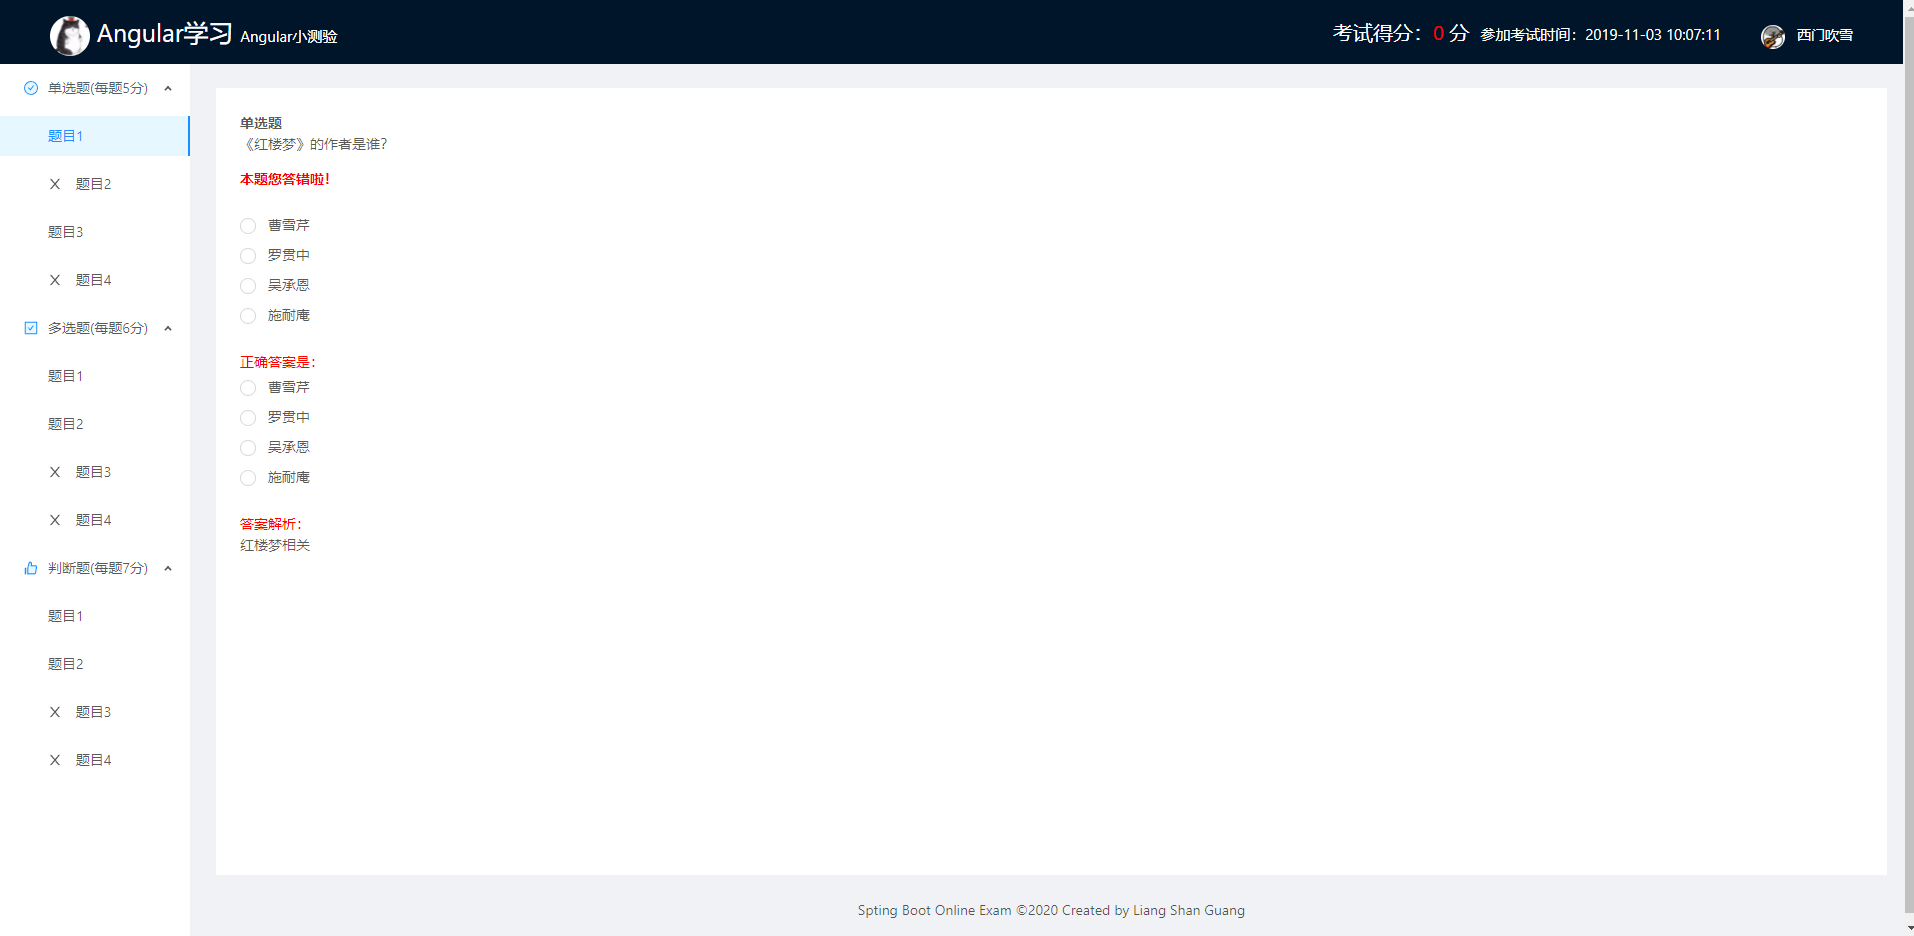 Angular学习 Angular小测验
考试得分：0 分 参加考试时间：2019-11-03 10:07:11 西门吹雪
单选题(每题5分)
题目1
题目2
题目3
题目4
多选题(每题6分)
题目1
题目2
题目3
题目4
判断题(每题7分)
题目1
题目2
题目3
题目4
单选题
《红楼梦》的作者是谁？
本题您答错啦！
曹雪芹
罗贯中
吴承恩
施耐庵
正确答案是：
曹雪芹
罗贯中
吴承恩
施耐庵
答案解析：
红楼梦相关
Spting Boot Online Exam ©2020 Created by Liang Shan Guang